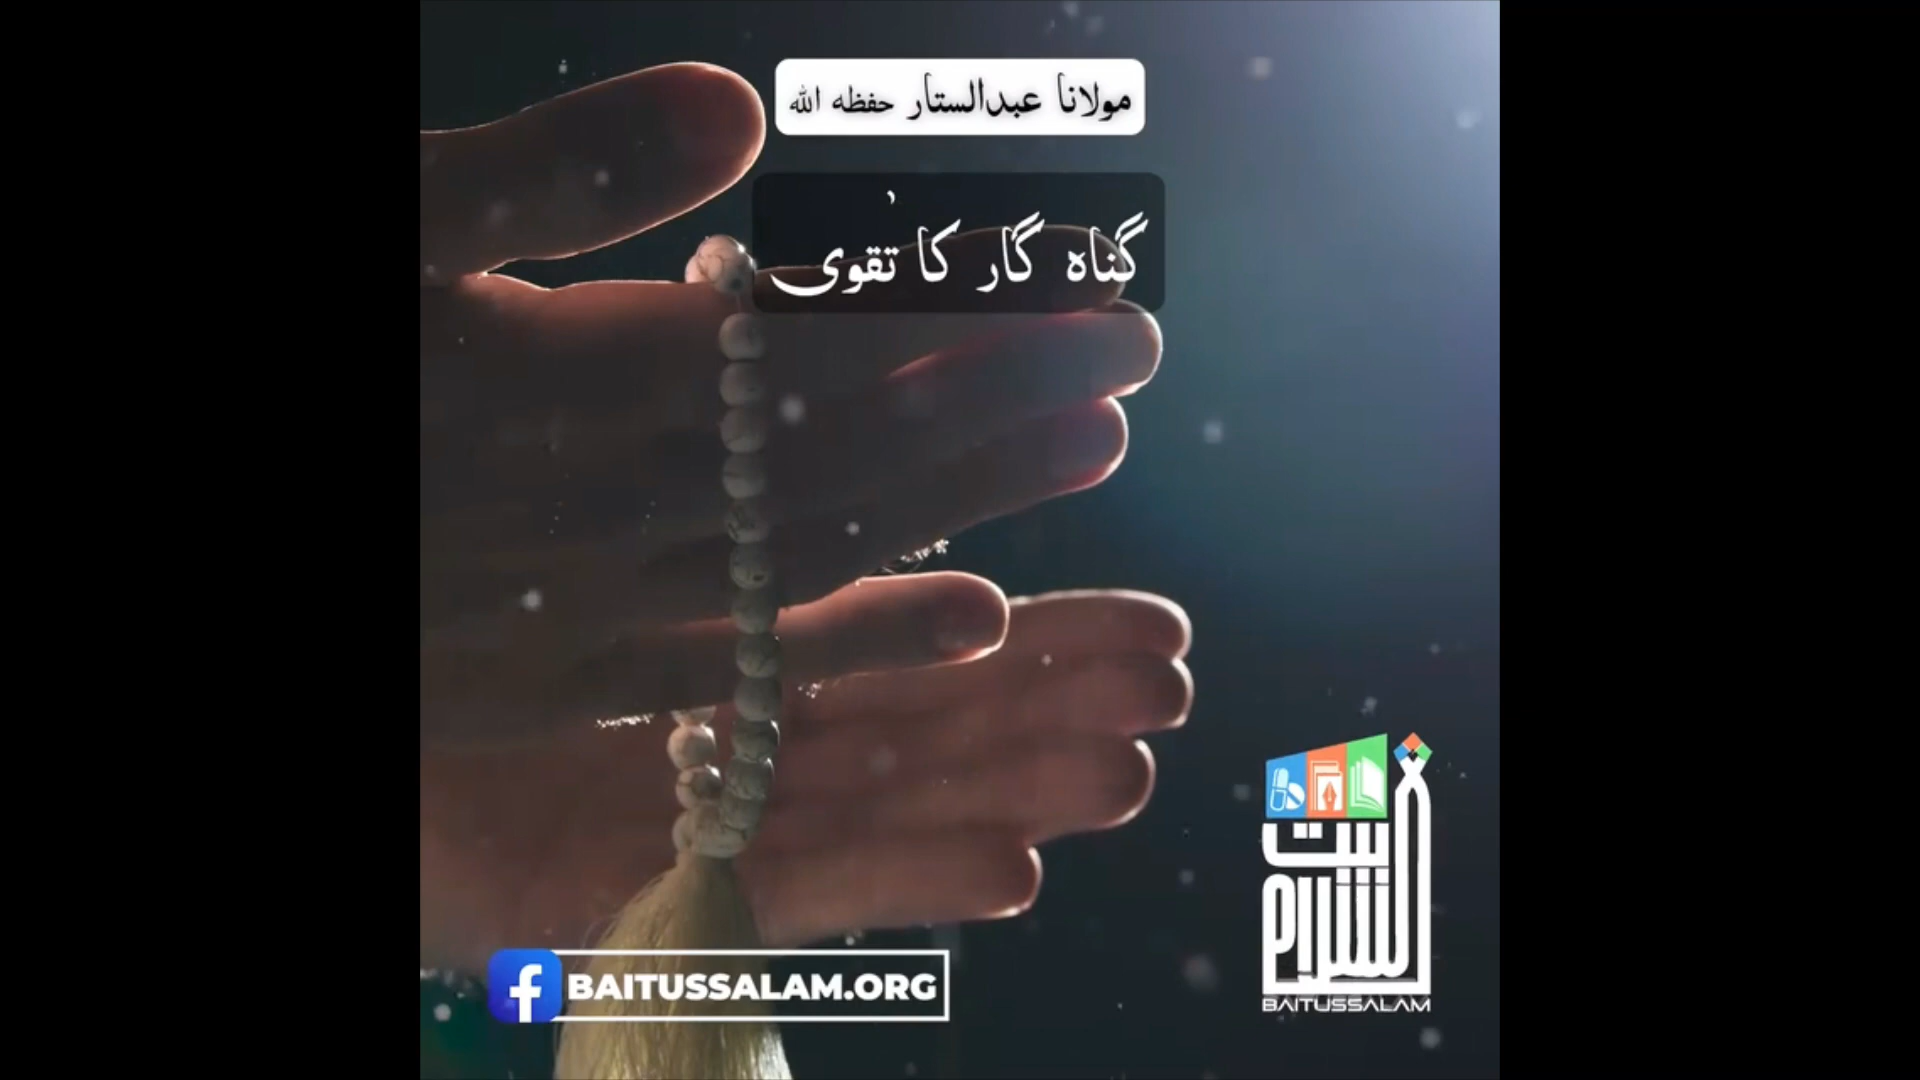 مولانا عبدالستار حفظہ اللہ
گناہ گار کا تقویٰ
BAITUSSALAM.ORG
بیت السلام
BAITUSSALAM